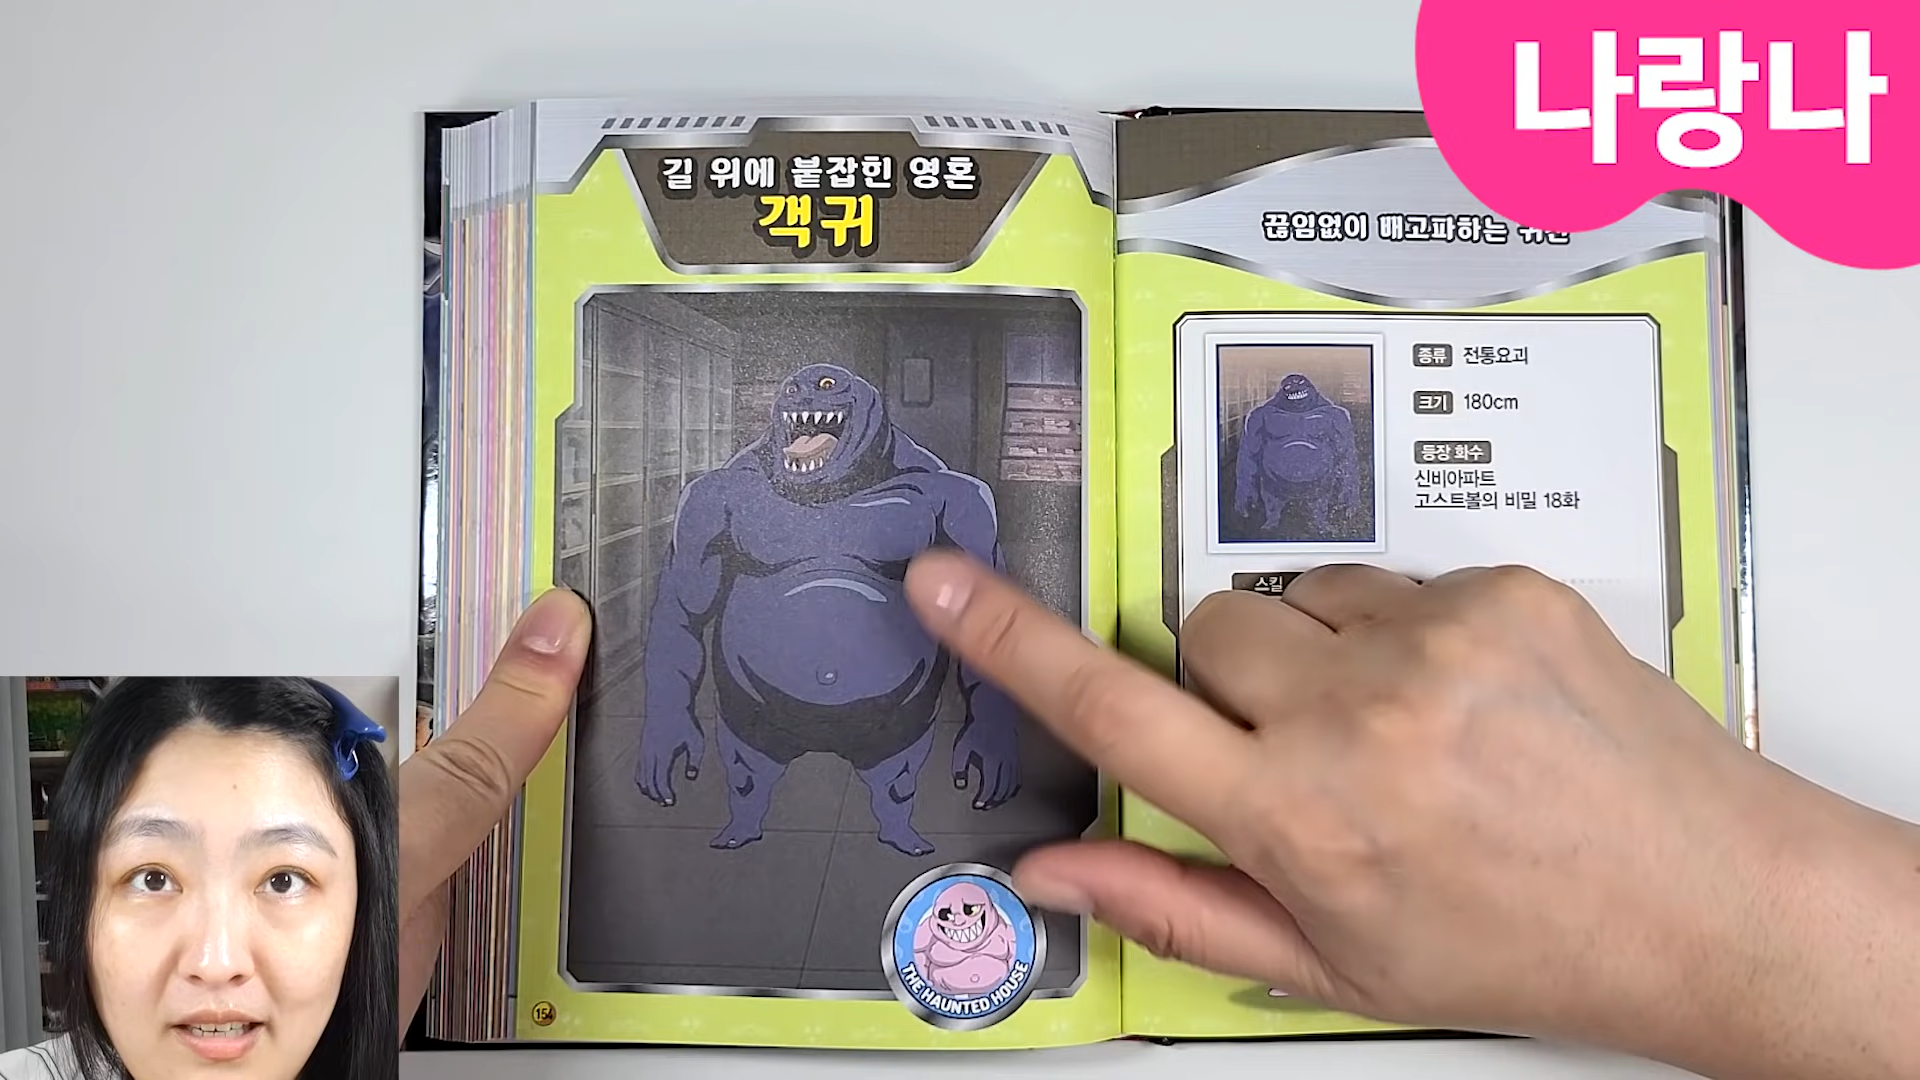 나랑나
길 위에 붙잡힌 영혼
객귀
THE HAUNTED HOUSE
154
끊임없이 배고파하는
종류 전통요괴
크기 180cm
등장 화수
신비아파트
고스트볼의 비밀 18화
스킬